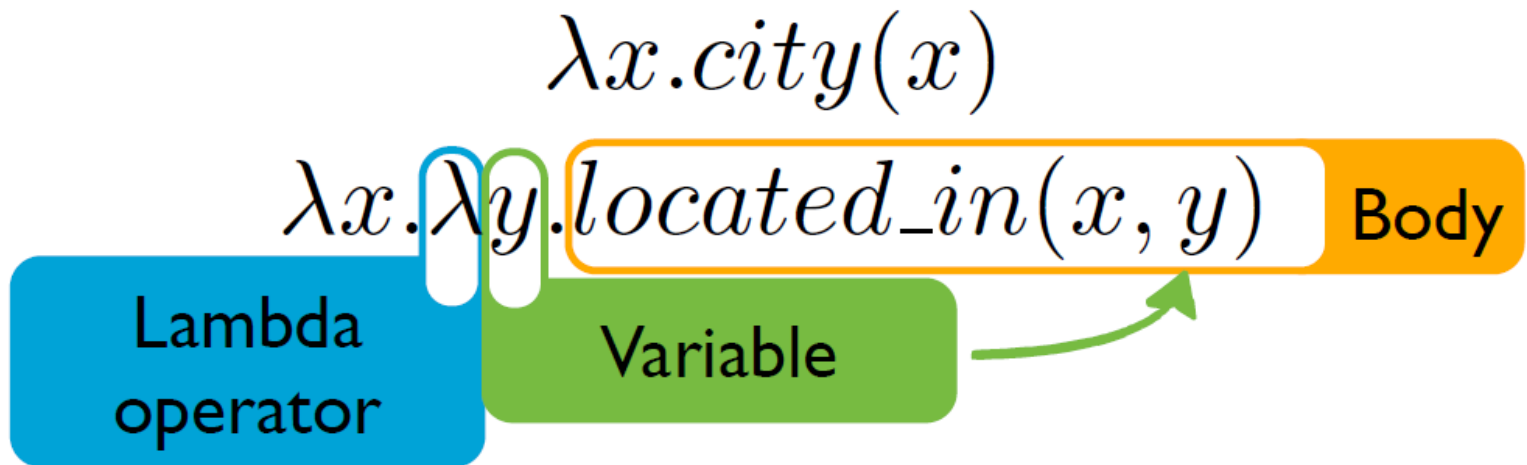 λx.city(x)
λx.λy.located_in(x, y)
Body
Lambda
operator
Variable